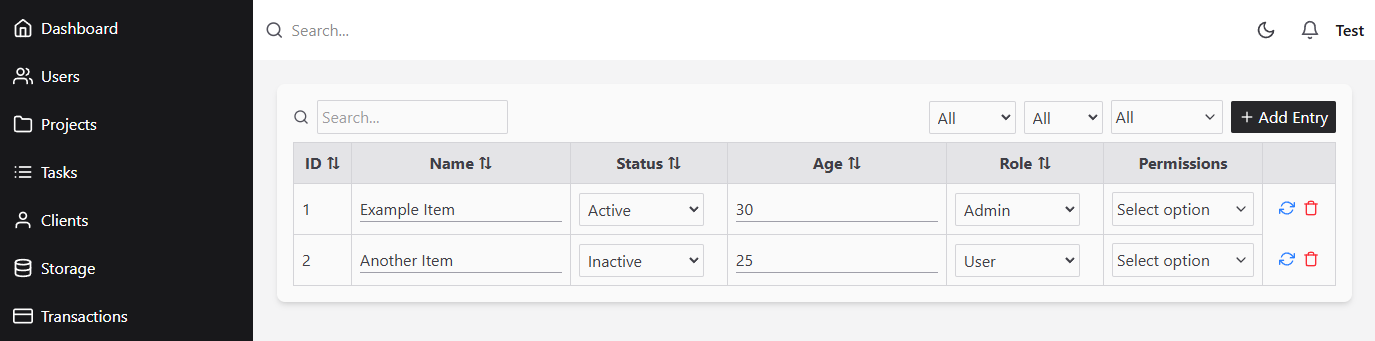 Dashboard
Users
Projects
Tasks
Clients
Storage
Transactions
Search...
Test
Search...
All
All
All
Add Entry
ID Name Status Age Role Permissions
1 Example Item Active 30 Admin Select option
2 Another Item Inactive 25 User Select option